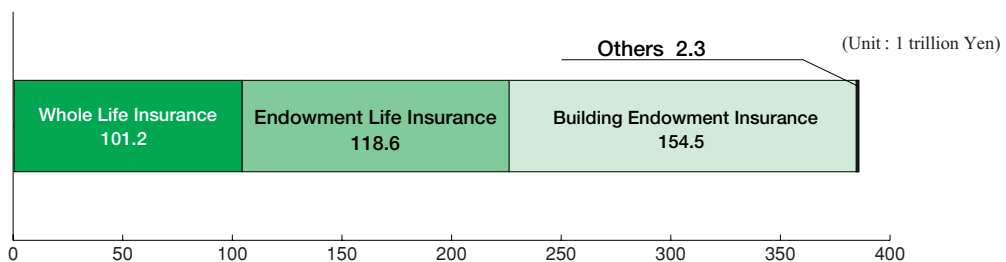 (Unit : 1 trillion Yen)
Others 2.3
Whole Life Insurance
101.2
Endowment Life Insurance
118.6
Building Endowment Insurance
154.5
0 50 100 150 200 250 300 350 400